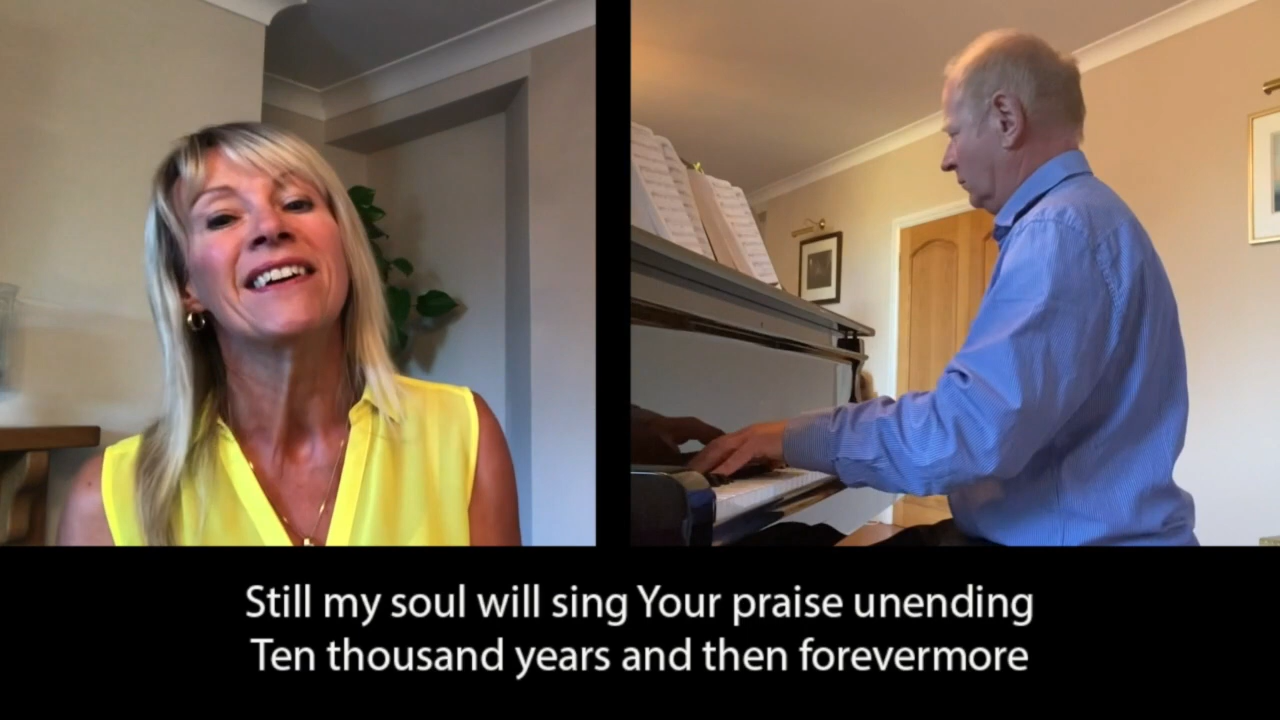 Still my soul will sing Your praise unending
Ten thousand years and then forevermore